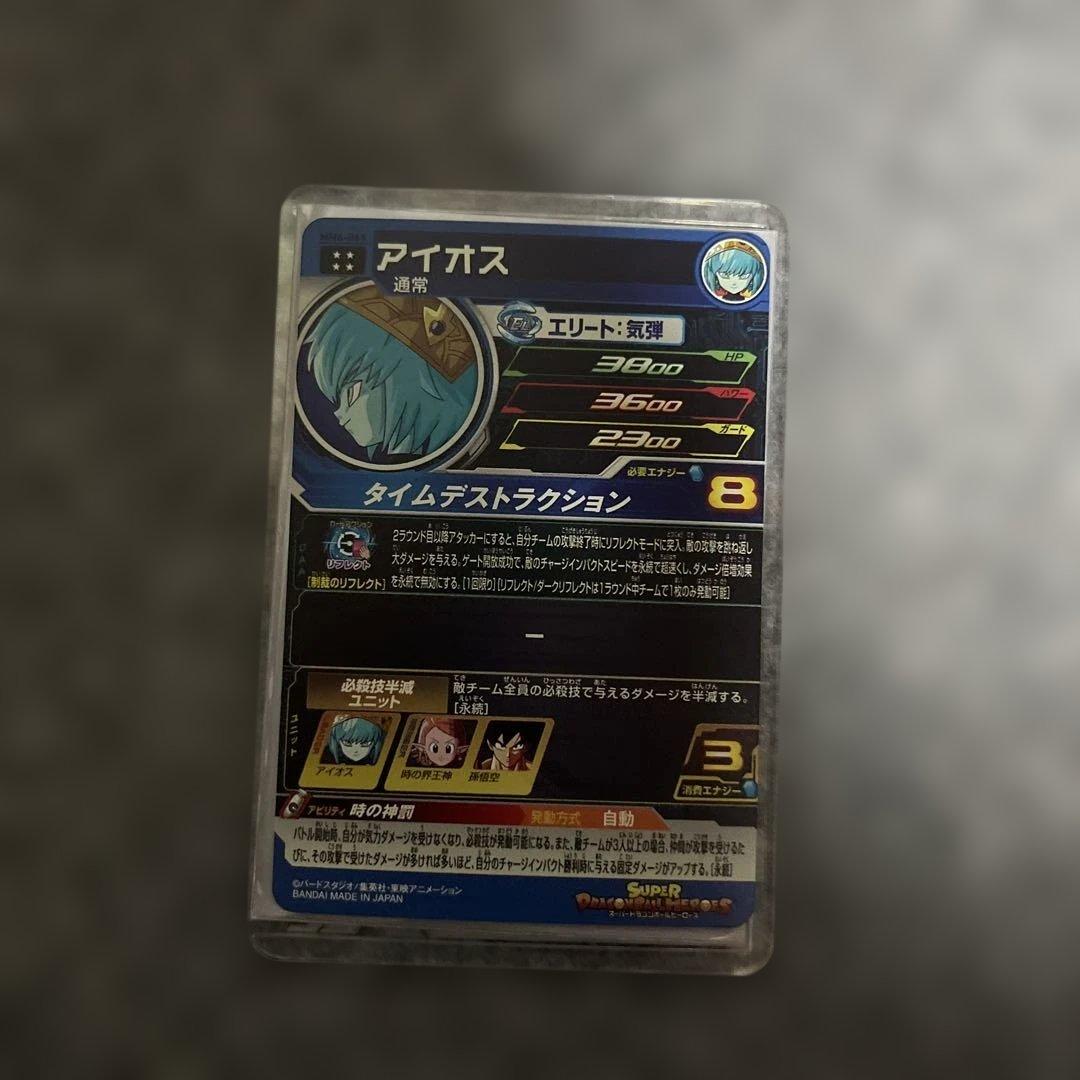 アイオス
通常
エリート:気弾
3800
HP
3600
パワー
2300
ガード
必要エナジー
タイムデストラクション
8
リフレクト
[制裁のリフレクト]
2ラウンド目以降アタッカーにすると、自分チームの攻撃終了時にリフレクトモードに突入。敵の攻撃を跳ね返し
大ダメージを与える。ゲート開放成功で、敵のチャージインパクトスピードを永続で超速くし、ダメージ倍増効果
を永続で無効にする。[1回限り][リフレクト/ダークリフレクトは1ラウンド中チームで1枚のみ発動可能]
ー
必殺技半減
ユニット
敵チーム全員の必殺技で与えるダメージを半減する。
[永続]
ユニット
アイオス
時の界王神
孫悟空
3
消費エナジー
アビリティ 時の神罰
発動方式 自動
バトル開始時、自分が気力ダメージを受けなくなり、必殺技が発動可能になる。また、敵チームが3人以上の場合、仲間が攻撃を受けるた
びに、その攻撃で受けたダメージが多ければ多いほど、自分のチャージインパクト勝利時に与える固定ダメージがアップする。[永続]
©バードスタジオ/集英社・東映アニメーション
BANDAI MADE IN JAPAN
SUPER
DRAGONBALL HEROES
スーパードラゴンボールヒーローズ